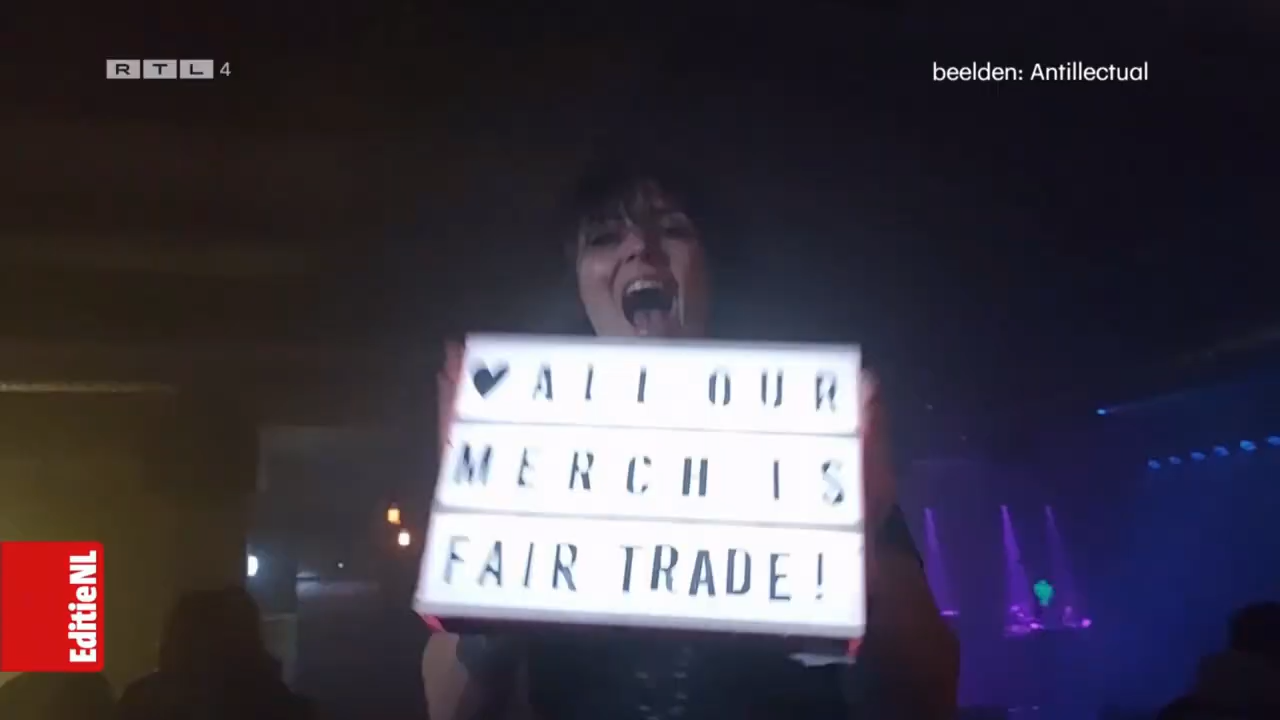 RTL 4
beelden: Antillectual
♥ ALL OUR
MERCH IS
FAIR TRADE!
EditieNL